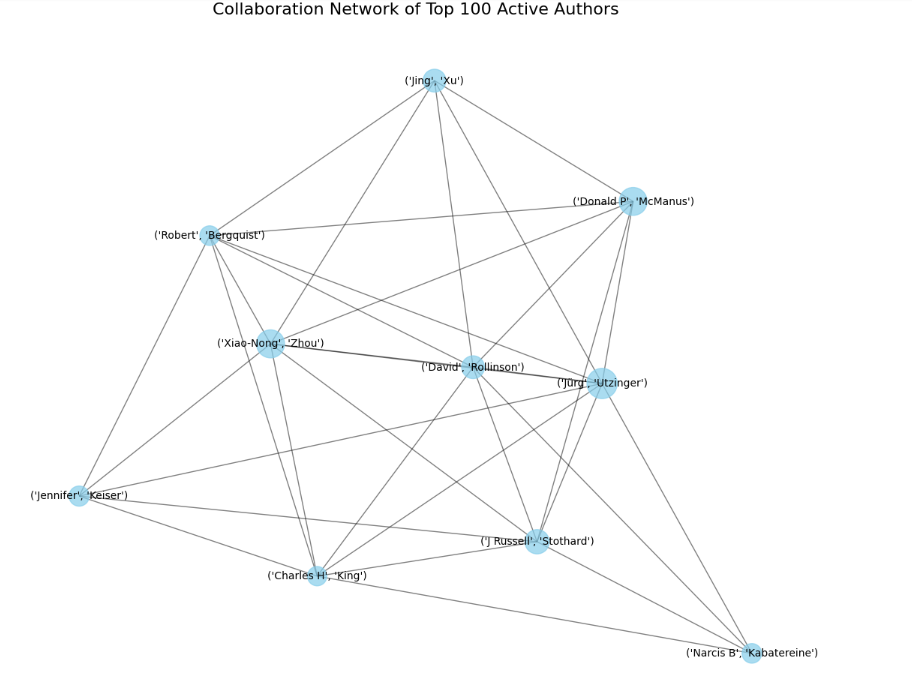 Collaboration Network of Top 100 Active Authors
('Jing', 'Xu')
('Donald P', 'McManus')
('Robert', 'Bergquist')
('Xiao-Nong', 'Zhou')
('David', 'Rollinson')
('Jürg', 'Utzinger')
('Jennifer', 'Keiser')
('J Russell', 'Stothard')
('Charles H', 'King')
('Narcis B', 'Kabatereine')